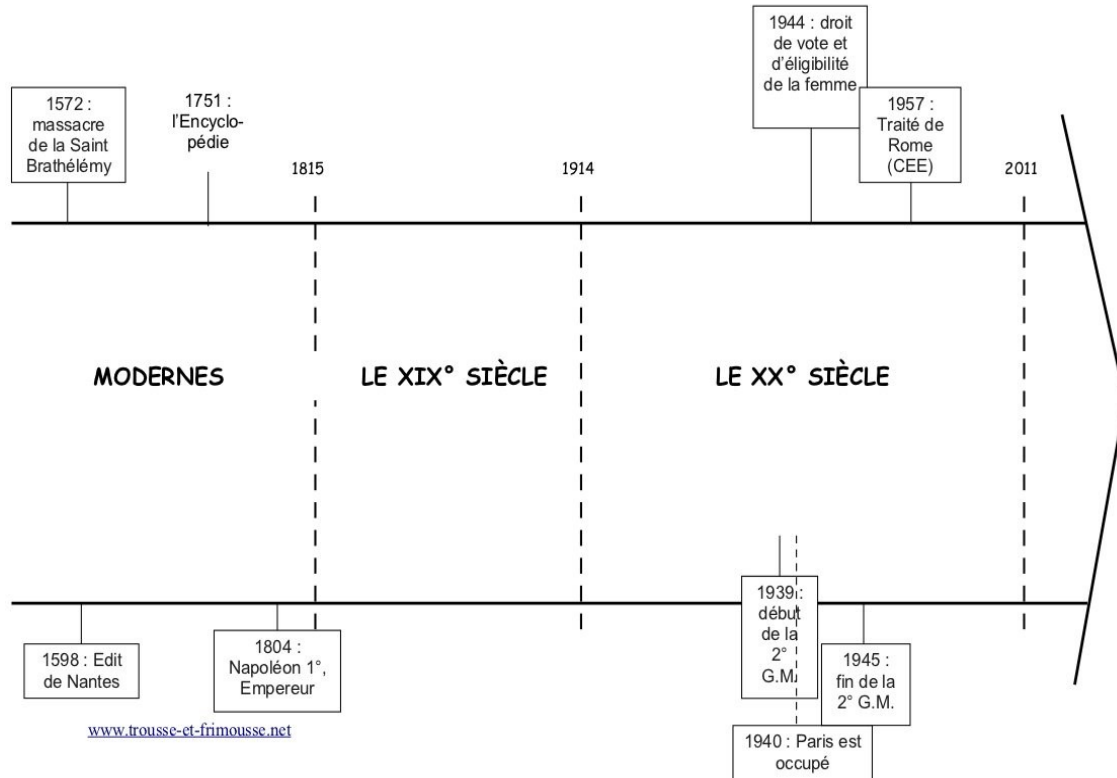 1944 : droit
de vote et
d'éligibilité
de la femme
1572 :
massacre
de la Saint
Brathélémy
1751 :
l'Encyclo-
pédie
1957 :
Traité de
Rome
(CEE)
1815
1914
2011
MODERNES
LE XIX° SIÈCLE
LE XX° SIÈCLE
1939 :
début
de la
2°
G.M.
1598 : Edit
de Nantes
1804 :
Napoléon 1°,
Empereur
1945 :
fin de la
2° G.M.
www.trousse-et-frimousse.net
1940 : Paris est
occupé